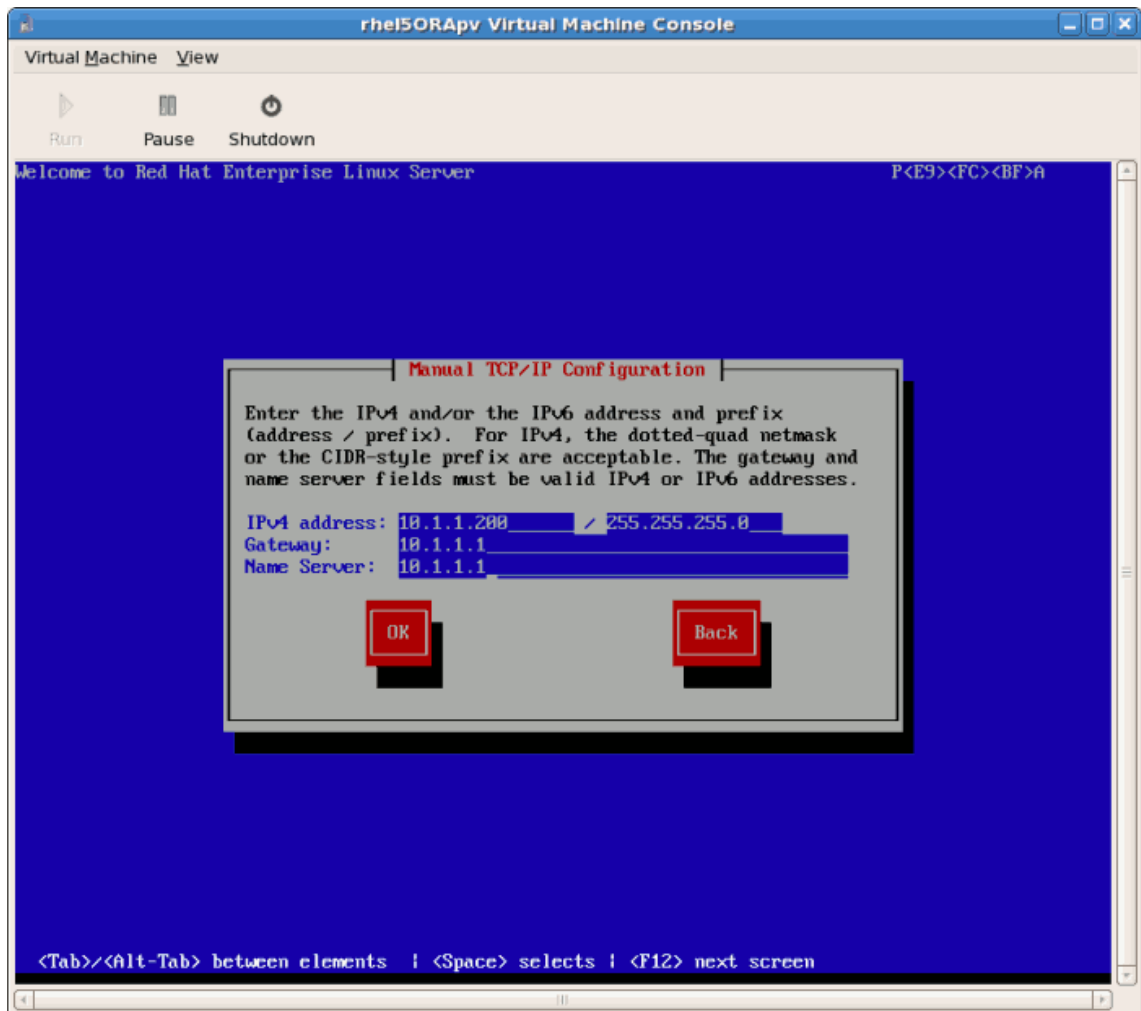 rhel5ORApv Virtual Machine Console
Virtual Machine View
Run Pause Shutdown
Welcome to Red Hat Enterprise Linux Server P<E9><FC><BF>A
Manual TCP/IP Configuration
Enter the IPv4 and/or the IPv6 address and prefix
(address / prefix). For IPv4, the dotted-quad netmask
or the CIDR-style prefix are acceptable. The gateway and
name server fields must be valid IPv4 or IPv6 addresses.
IPv4 address: 10.1.1.200______ / 255.255.255.0___
Gateway: 10.1.1.1_________________________________
Name Server: 10.1.1.1_________________________________
OK Back
<Tab>/<Alt-Tab> between elements | <Space> selects | <F12> next screen